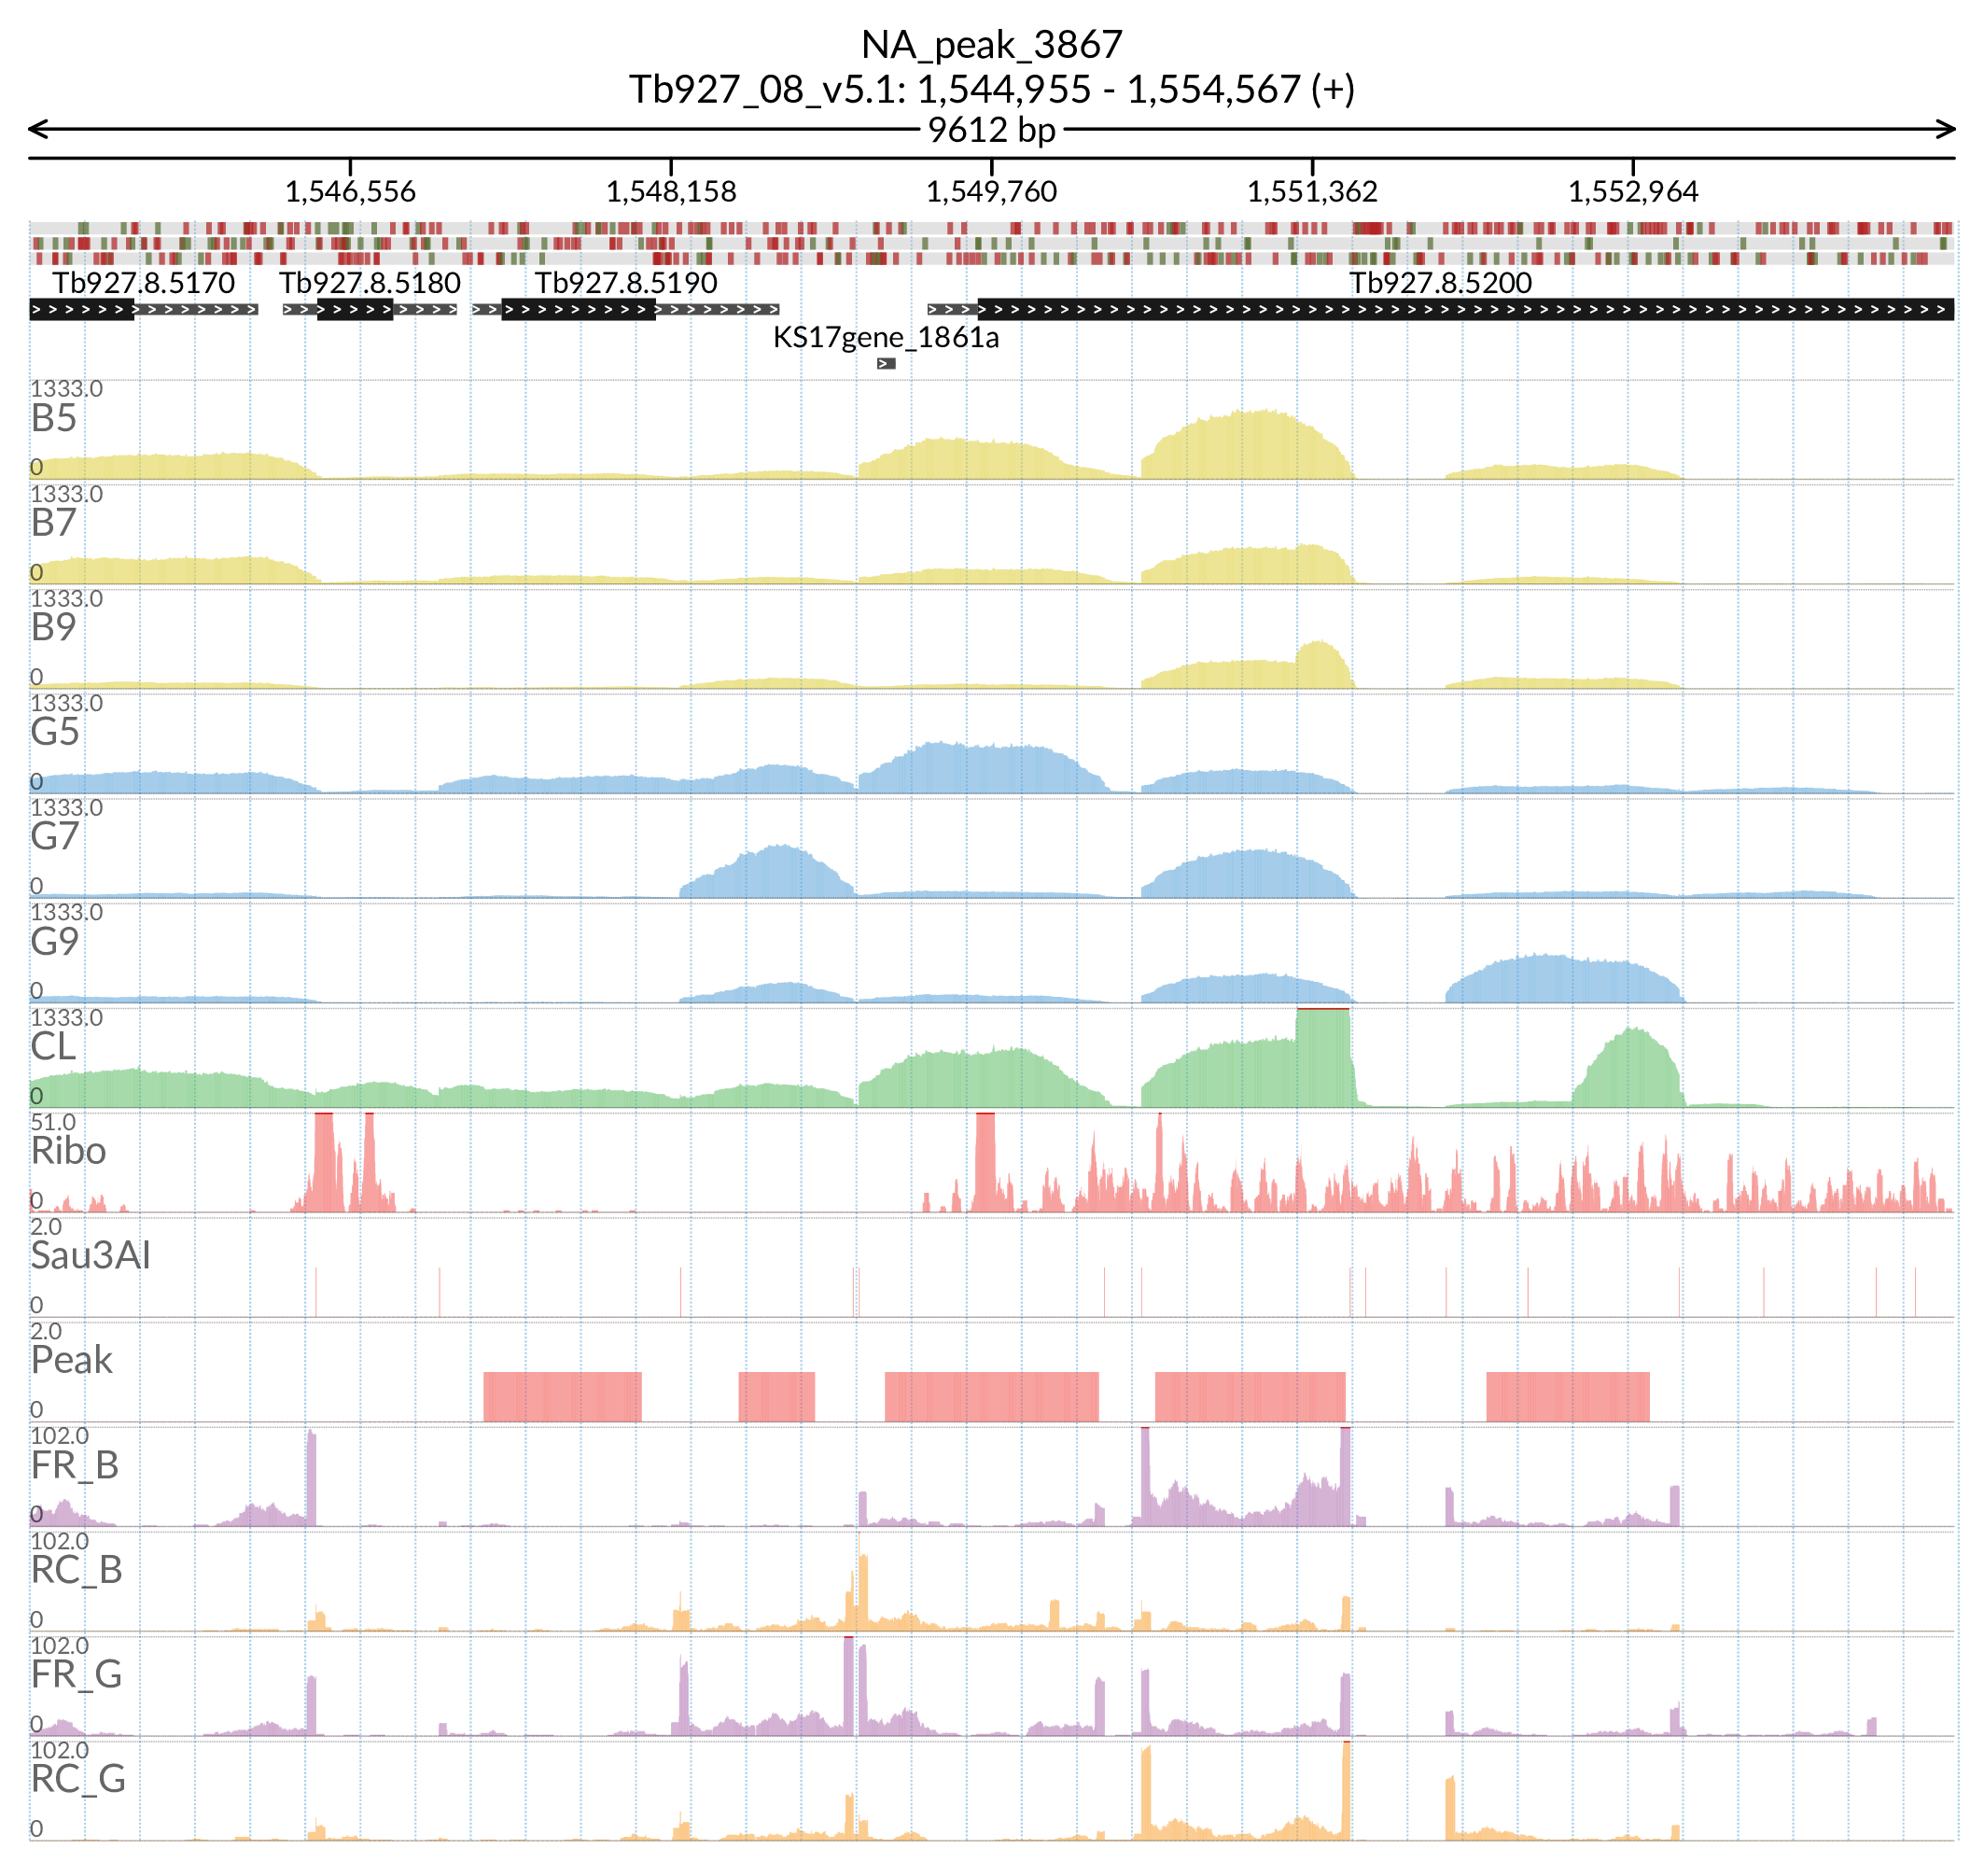 NA_peak_3867
Tb927_08_v5.1: 1,544,955 - 1,554,567 (+)
9612 bp
1,546,556 1,548,158 1,549,760 1,551,362 1,552,964
Tb927.8.5170 Tb927.8.5180 Tb927.8.5190 Tb927.8.5200
KS17gene_1861a
1333.0
B5
0
1333.0
B7
0
1333.0
B9
0
1333.0
G5
0
1333.0
G7
0
1333.0
G9
0
1333.0
CL
0
51.0
Ribo
0
2.0
Sau3AI
0
2.0
Peak
0
102.0
FR_B
0
102.0
RC_B
0
102.0
FR_G
0
102.0
RC_G
0